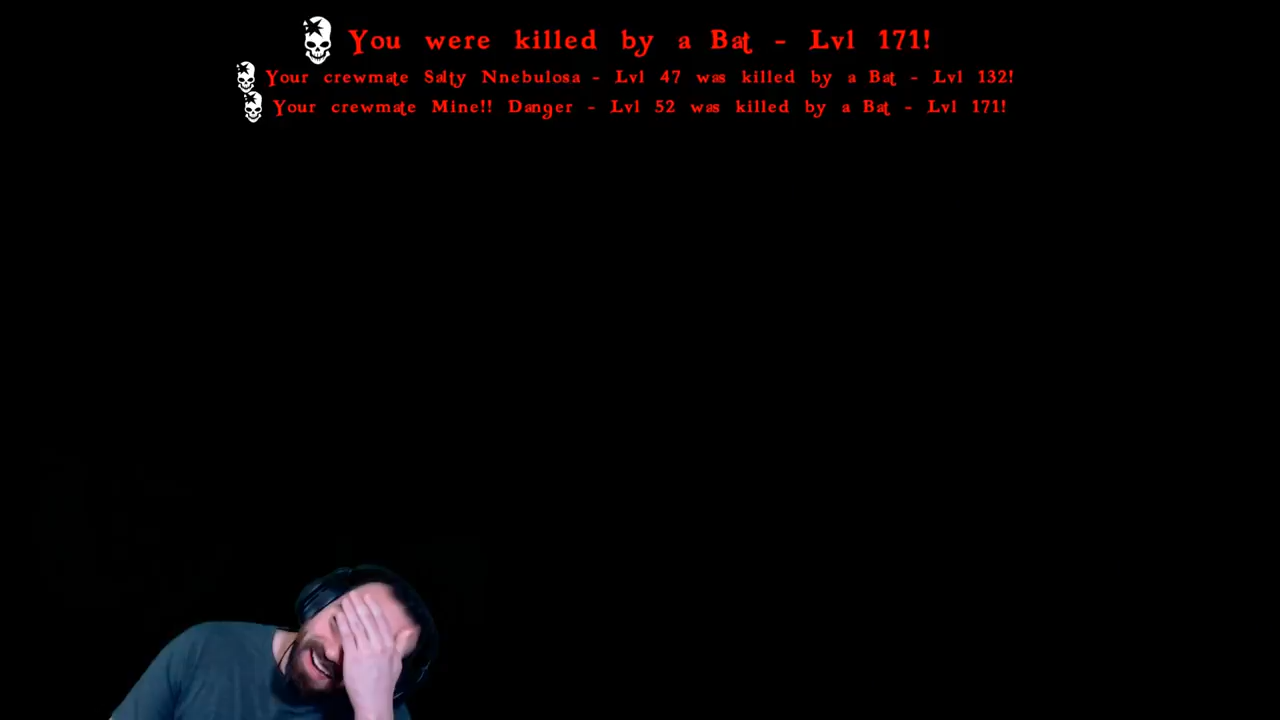 You were killed by a Bat - Lvl 171!
Your crewmate Salty Nnebulosa - Lvl 47 was killed by a Bat - Lvl 132!
Your crewmate Mine!! Danger - Lvl 52 was killed by a Bat - Lvl 171!